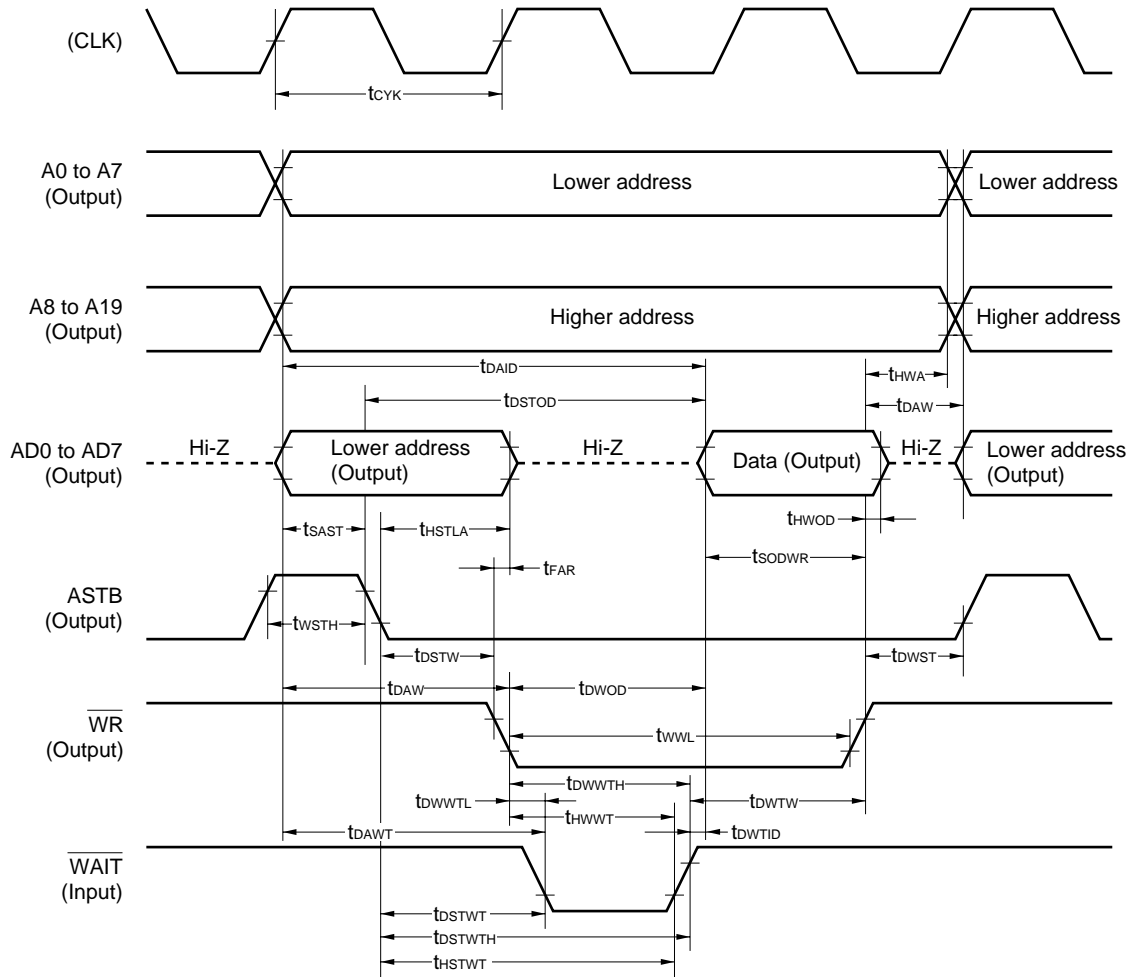 (CLK)
tCYK
A0 to A7
(Output)
Lower address
Lower address
A8 to A19
(Output)
Higher address
Higher address
tDAID
tHWA
tDSTOD
tDAW
AD0 to AD7
(Output)
Hi-Z
Lower address
(Output)
Hi-Z
Data (Output)
Hi-Z
Lower address
(Output)
tSAST
tHSTLA
tHWOD
tSODWR
tFAR
ASTB
(Output)
tWSTH
tDSTW
tDWST
tDAW
tDWOD
WR
(Output)
tWWL
tDWWTH
tDWWTL
tDWTW
tHWWT
tDAWT
tDWTID
WAIT
(Input)
tDSTWT
tDSTWTH
tHSTWT